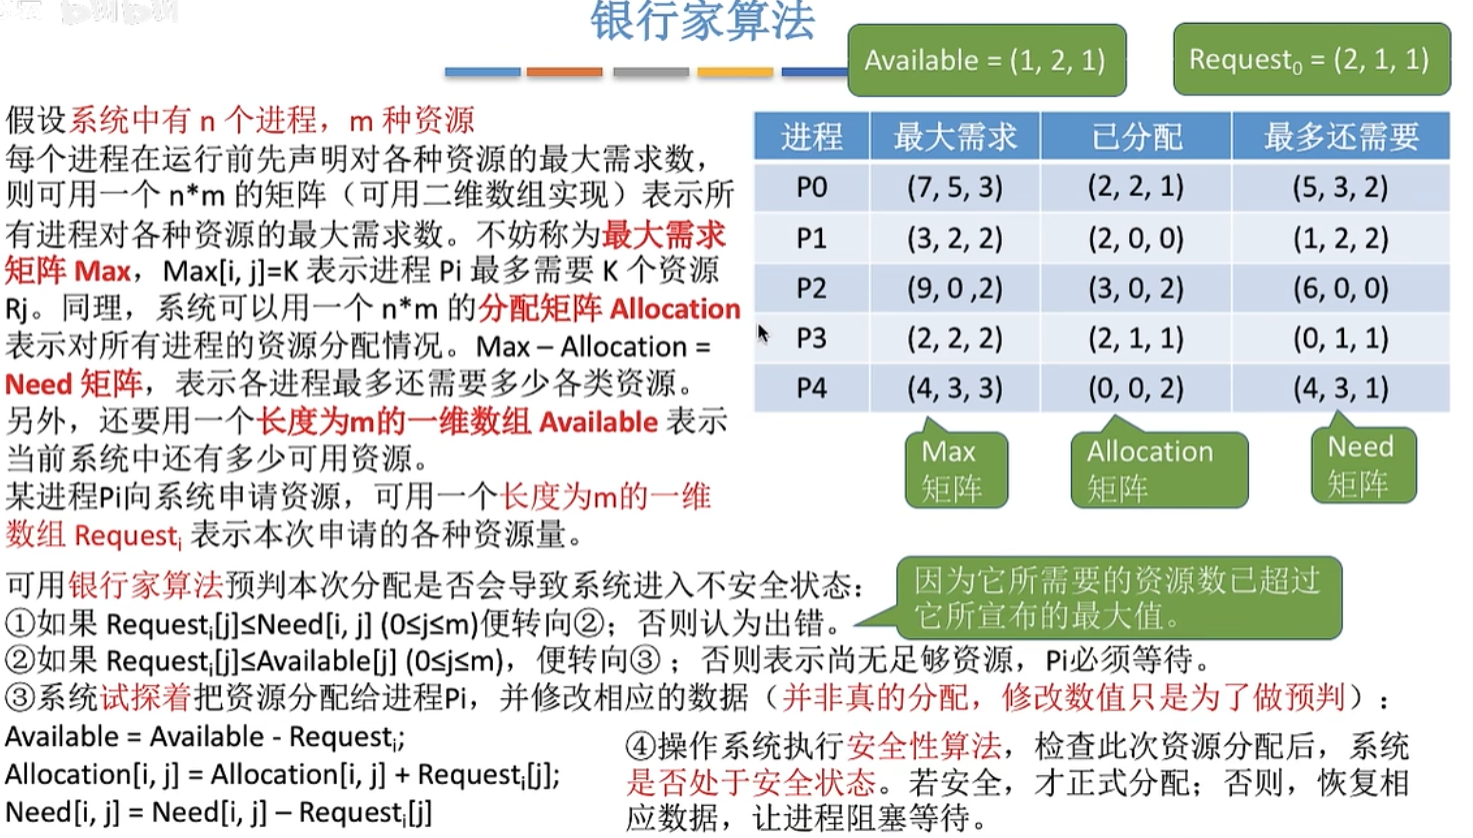 银行家算法
Available = (1, 2, 1)
Request₀ = (2, 1, 1)
假设系统中有 n 个进程，m 种资源
每个进程在运行前先声明对各种资源的最大需求数，
则可用一个 n*m 的矩阵（可用二维数组实现）表示所
有进程对各种资源的最大需求数。不妨称为最大需求
矩阵 Max，Max[i, j]=K 表示进程 Pi 最多需要 K 个资源
Rj。同理，系统可以用一个 n*m 的分配矩阵 Allocation
表示对所有进程的资源分配情况。Max – Allocation =
Need 矩阵，表示各进程最多还需要多少各类资源。
另外，还要用一个长度为m的一维数组 Available 表示
当前系统中还有多少可用资源。
某进程Pi向系统申请资源，可用一个长度为m的一维
数组 Requestᵢ 表示本次申请的各种资源量。
进程 最大需求 已分配 最多还需要
P0 (7, 5, 3) (2, 2, 1) (5, 3, 2)
P1 (3, 2, 2) (2, 0, 0) (1, 2, 2)
P2 (9, 0 ,2) (3, 0, 2) (6, 0, 0)
P3 (2, 2, 2) (2, 1, 1) (0, 1, 1)
P4 (4, 3, 3) (0, 0, 2) (4, 3, 1)
Max
矩阵
Allocation
矩阵
Need
矩阵
可用银行家算法预判本次分配是否会导致系统进入不安全状态：
①如果 Requestᵢ[j]≤Need[i, j] (0≤j≤m)便转向②；否则认为出错。
因为它所需要的资源数已超过
它所宣布的最大值。
②如果 Requestᵢ[j]≤Available[j] (0≤j≤m)，便转向③；否则表示尚无足够资源，Pi必须等待。
③系统试探着把资源分配给进程Pi，并修改相应的数据（并非真的分配，修改数值只是为了做预判）：
Available = Available - Requestᵢ;
Allocation[i, j] = Allocation[i, j] + Requestᵢ[j];
Need[i, j] = Need[i, j] – Requestᵢ[j]
④操作系统执行安全性算法，检查此次资源分配后，系统
是否处于安全状态。若安全，才正式分配；否则，恢复相
应数据，让进程阻塞等待。